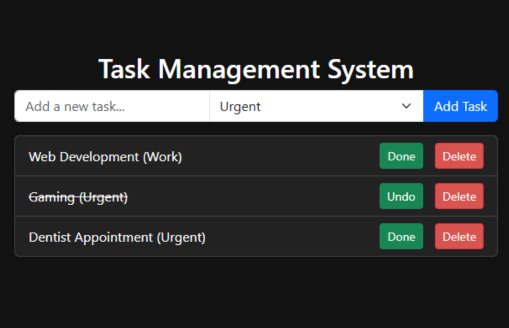 Task Management System
Add a new task... Urgent Add Task
Web Development (Work) Done Delete
Gaming (Urgent) Undo Delete
Dentist Appointment (Urgent) Done Delete